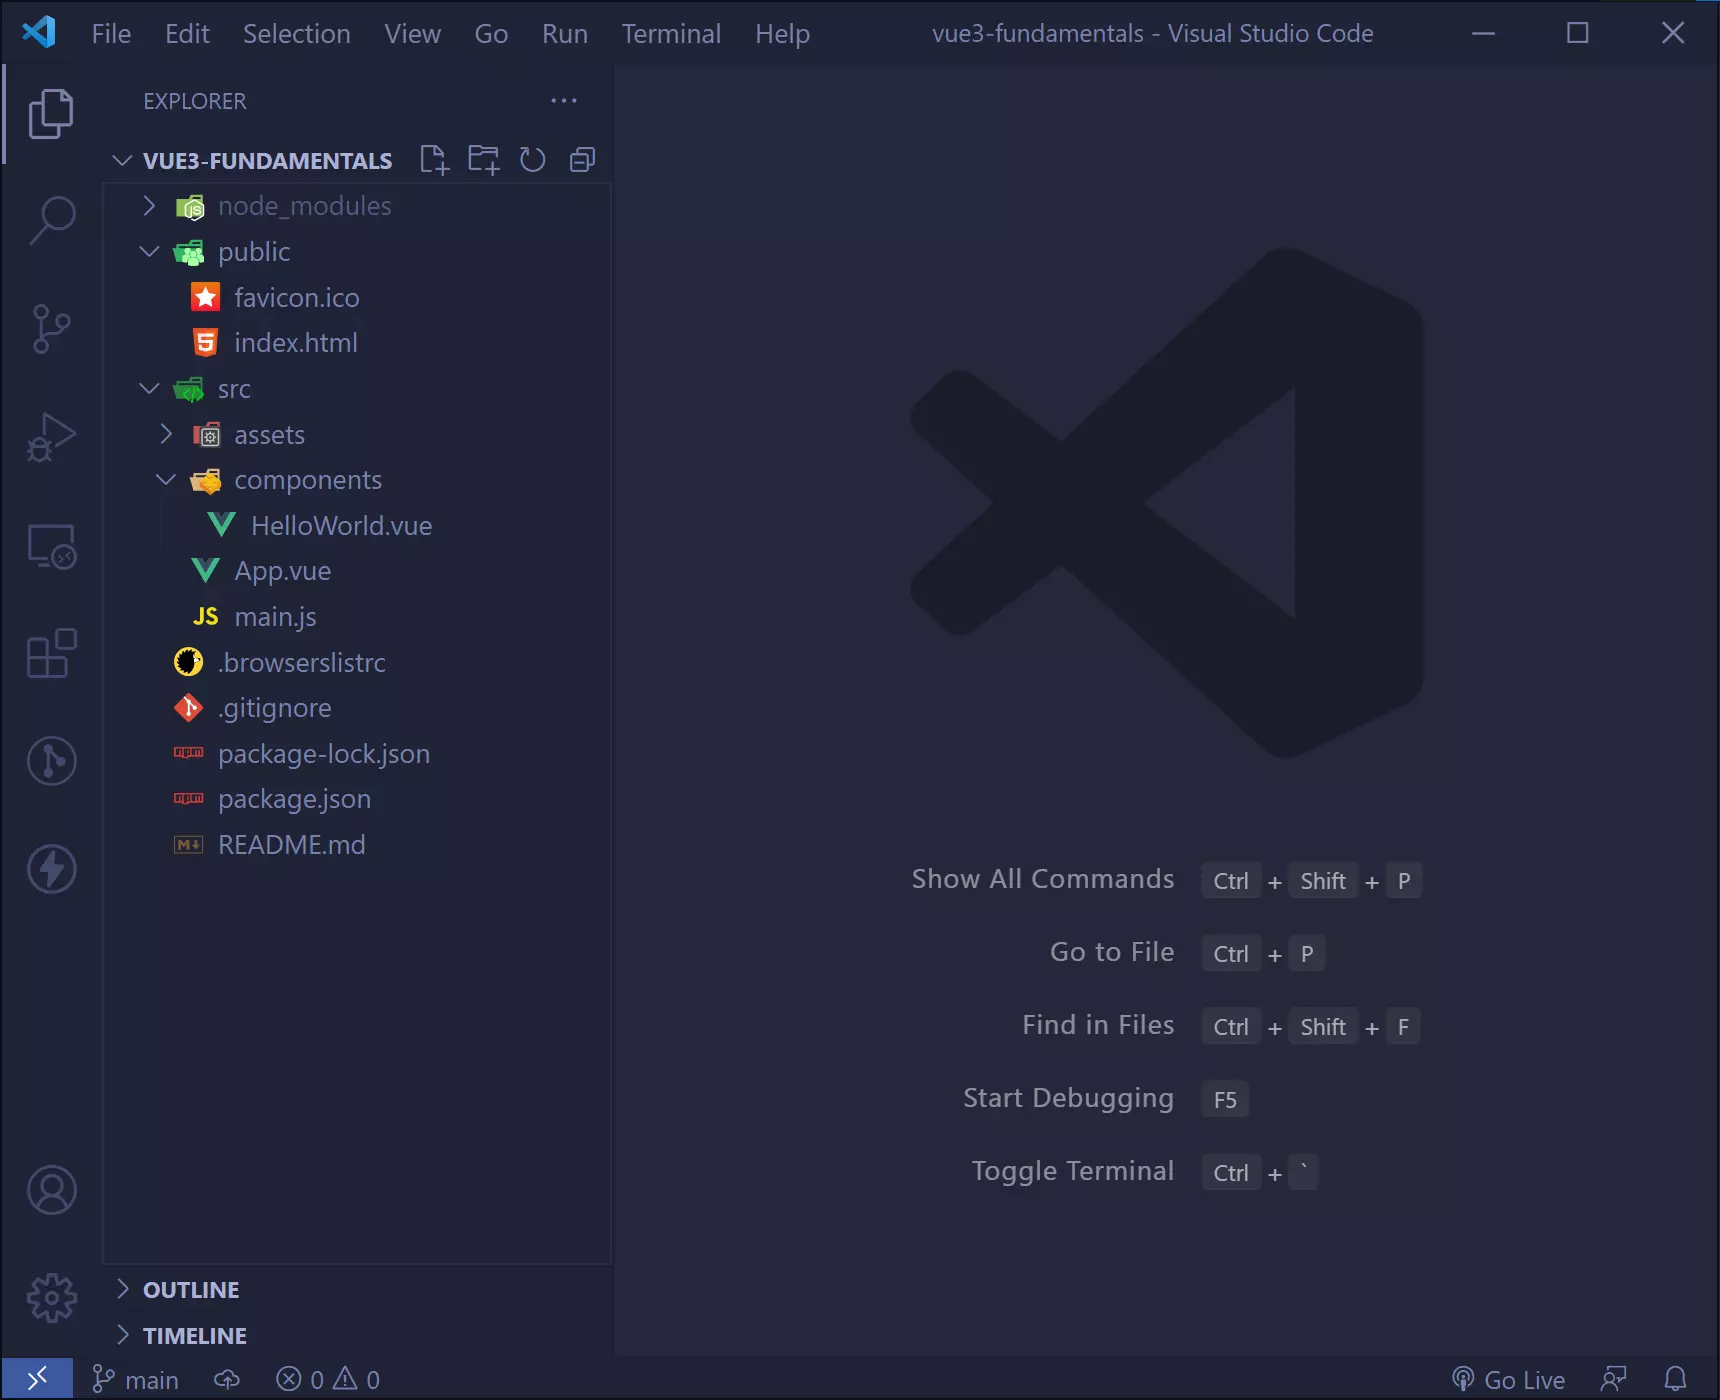 File Edit Selection View Go Run Terminal Help vue3-fundamentals - Visual Studio Code
EXPLORER
VUE3-FUNDAMENTALS
node_modules
public
favicon.ico
index.html
src
assets
components
HelloWorld.vue
App.vue
JS main.js
.browserslistrc
.gitignore
npm package-lock.json
npm package.json
M README.md
OUTLINE
TIMELINE
Show All Commands Ctrl + Shift + P
Go to File Ctrl + P
Find in Files Ctrl + Shift + F
Start Debugging F5
Toggle Terminal Ctrl + `
main 0 0 Go Live